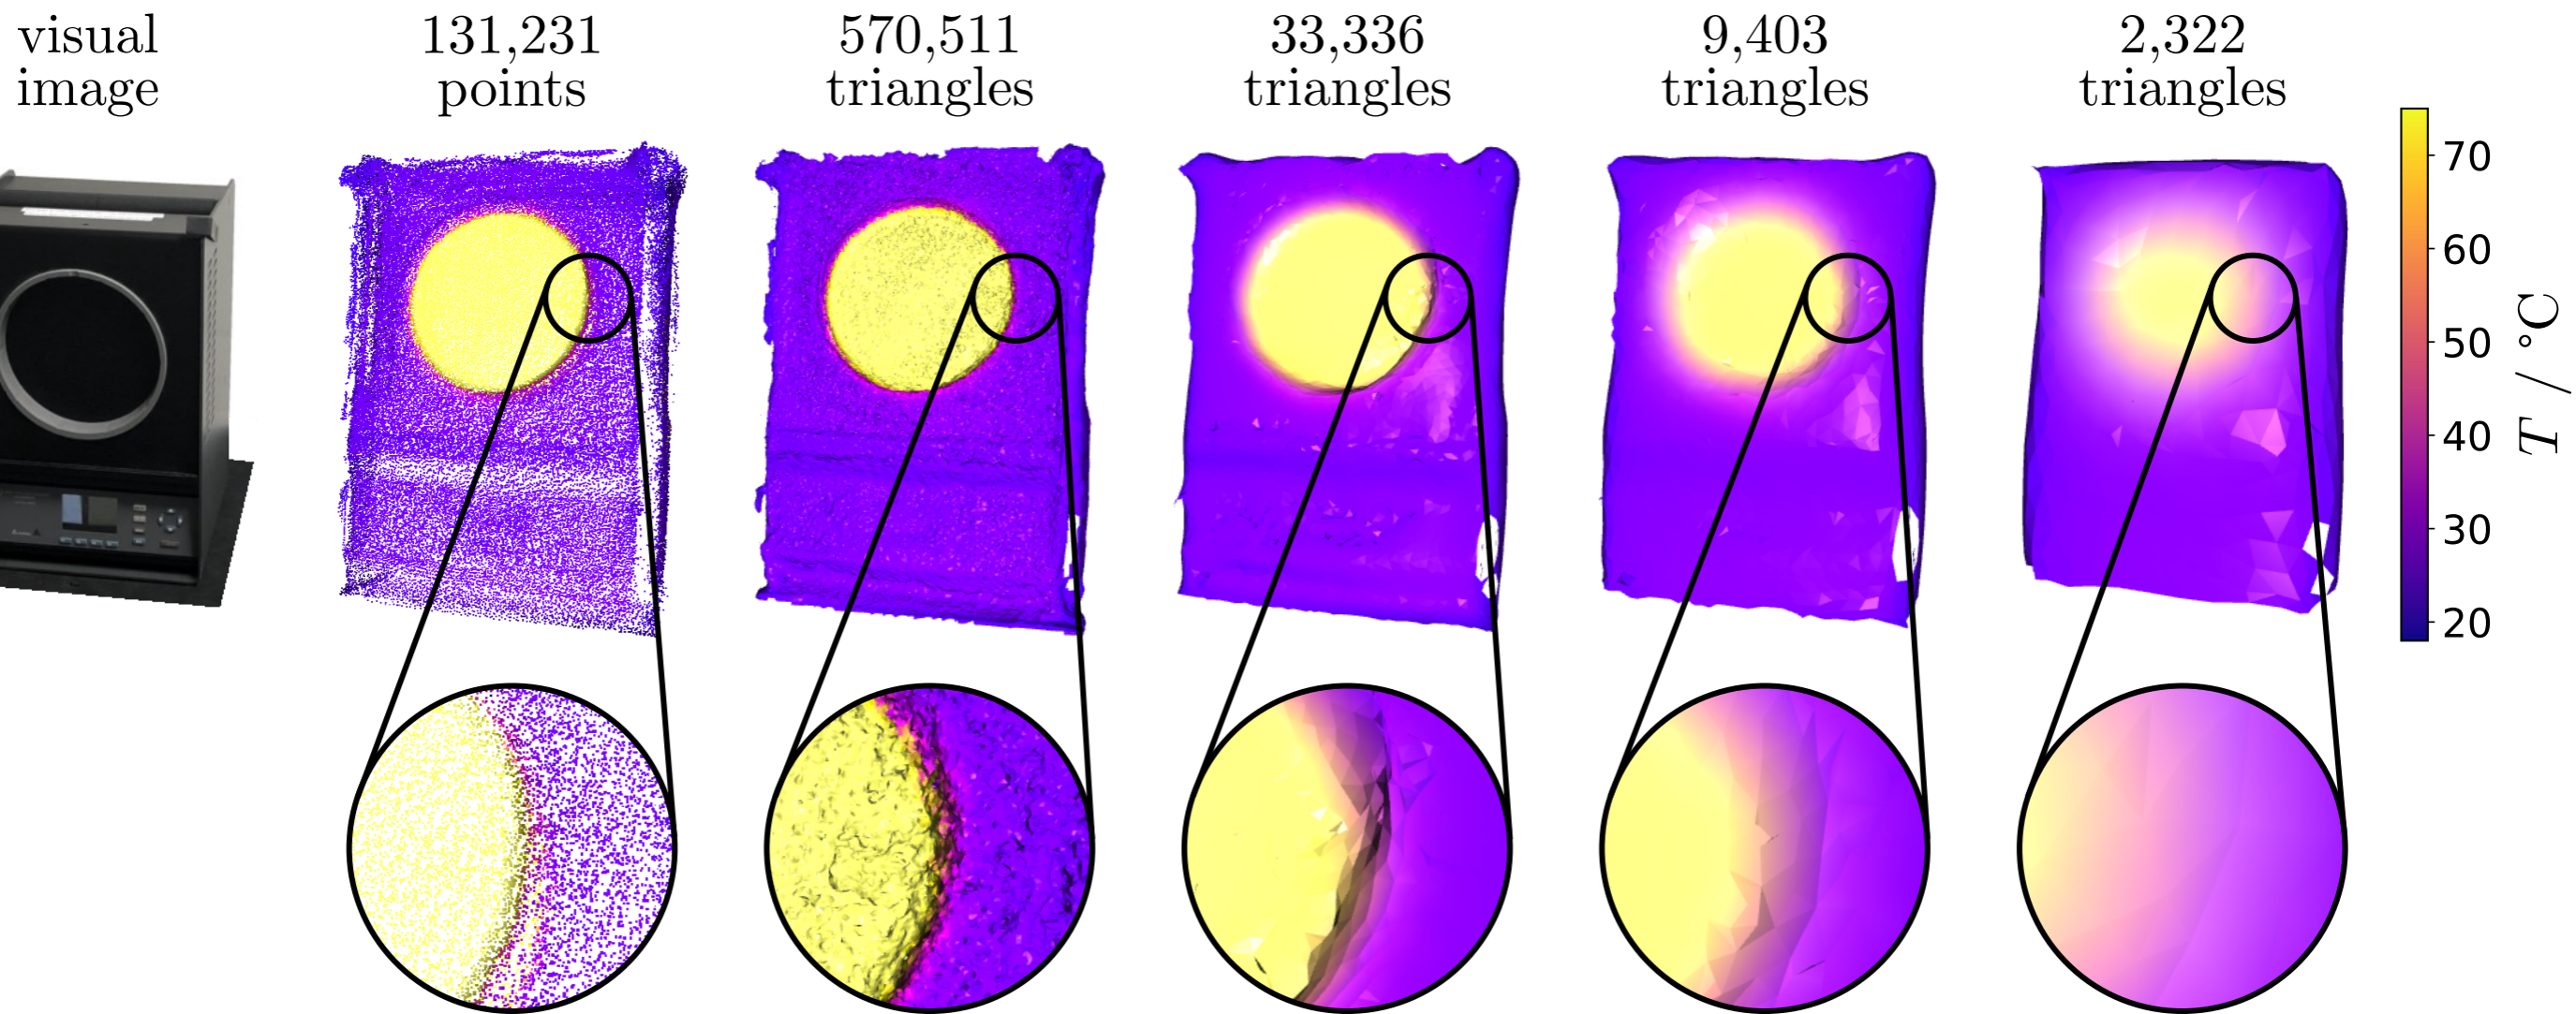 visual
image
131,231
points
570,511
triangles
33,336
triangles
9,403
triangles
2,322
triangles
70
60
50
40
30
20
T / °C